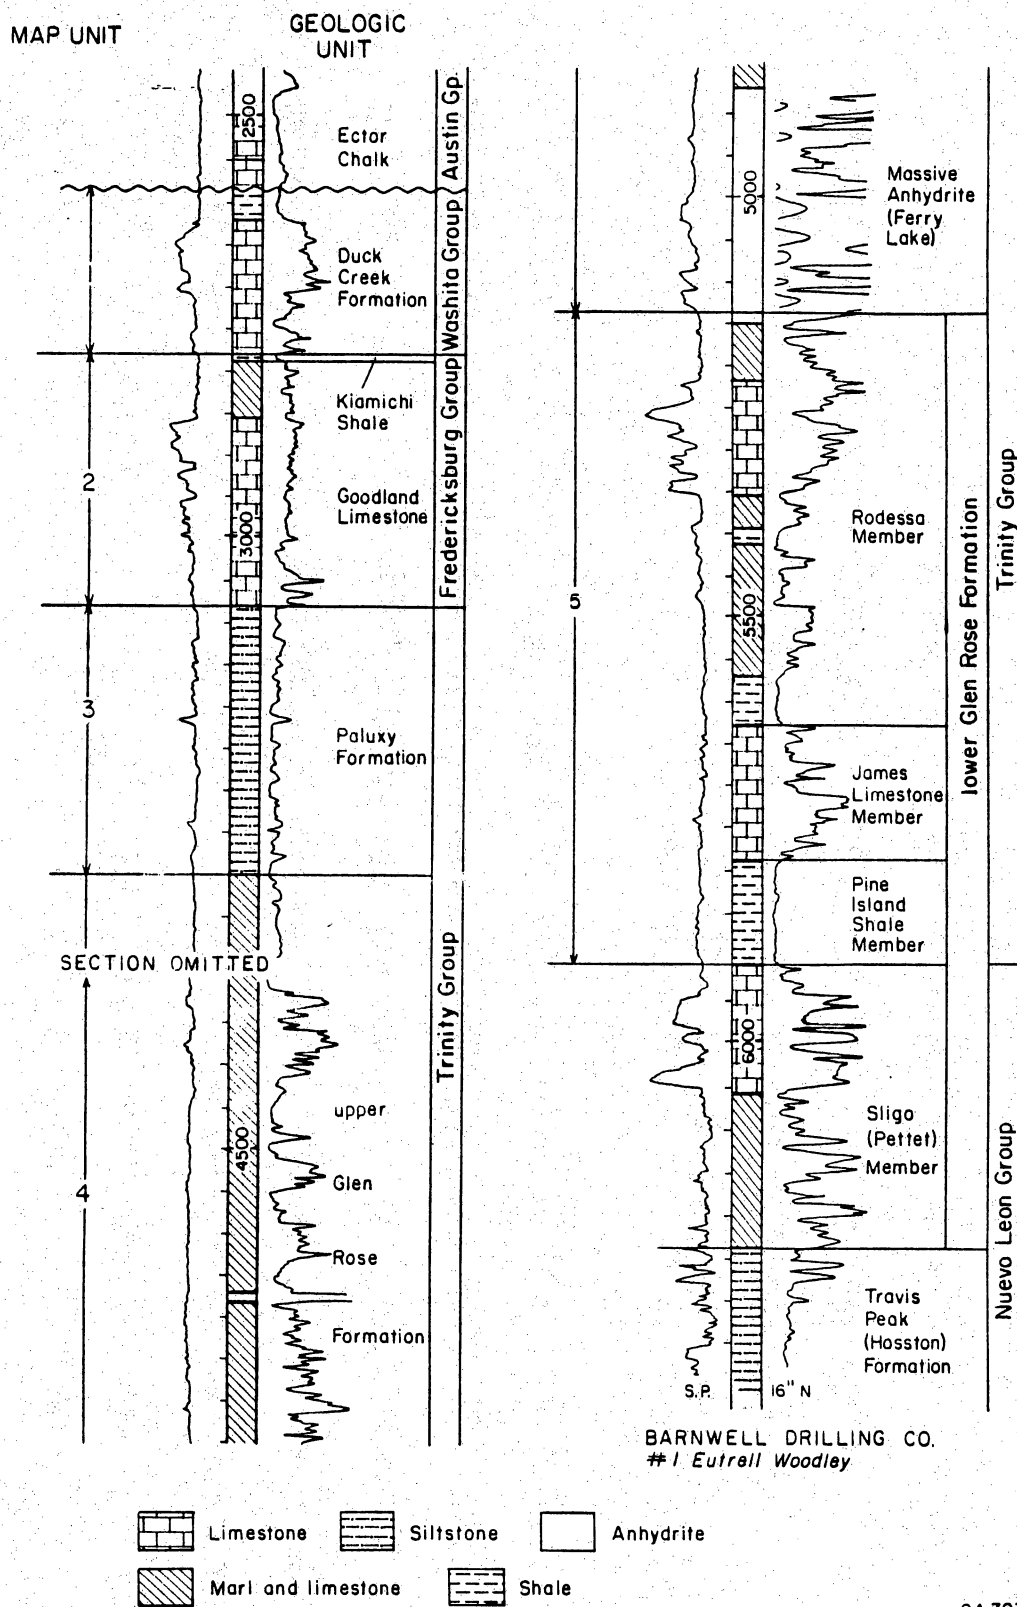 MAP UNIT
GEOLOGIC
UNIT
2500
Ector
Chalk
Austin Gp.
Duck
Creek
Formation
Washita Group
Kiamichi
Shale
2
Goodland
Limestone
3000
Fredericksburg Group
3
Paluxy
Formation
SECTION OMITTED
Trinity Group
upper
4500
4
Glen
Rose
Formation
Massive
Anhydrite
(Ferry
Lake)
5000
Rodessa
Member
5
5500
lower Glen Rose Formation
Trinity Group
James
Limestone
Member
Pine
Island
Shale
Member
6000
Sligo
(Pettet)
Member
Nuevo Leon Group
Travis
Peak
(Hosston)
Formation
S.P.
16" N
BARNWELL DRILLING CO.
#1 Eutrell Woodley
Limestone
Siltstone
Anhydrite
Marl and limestone
Shale